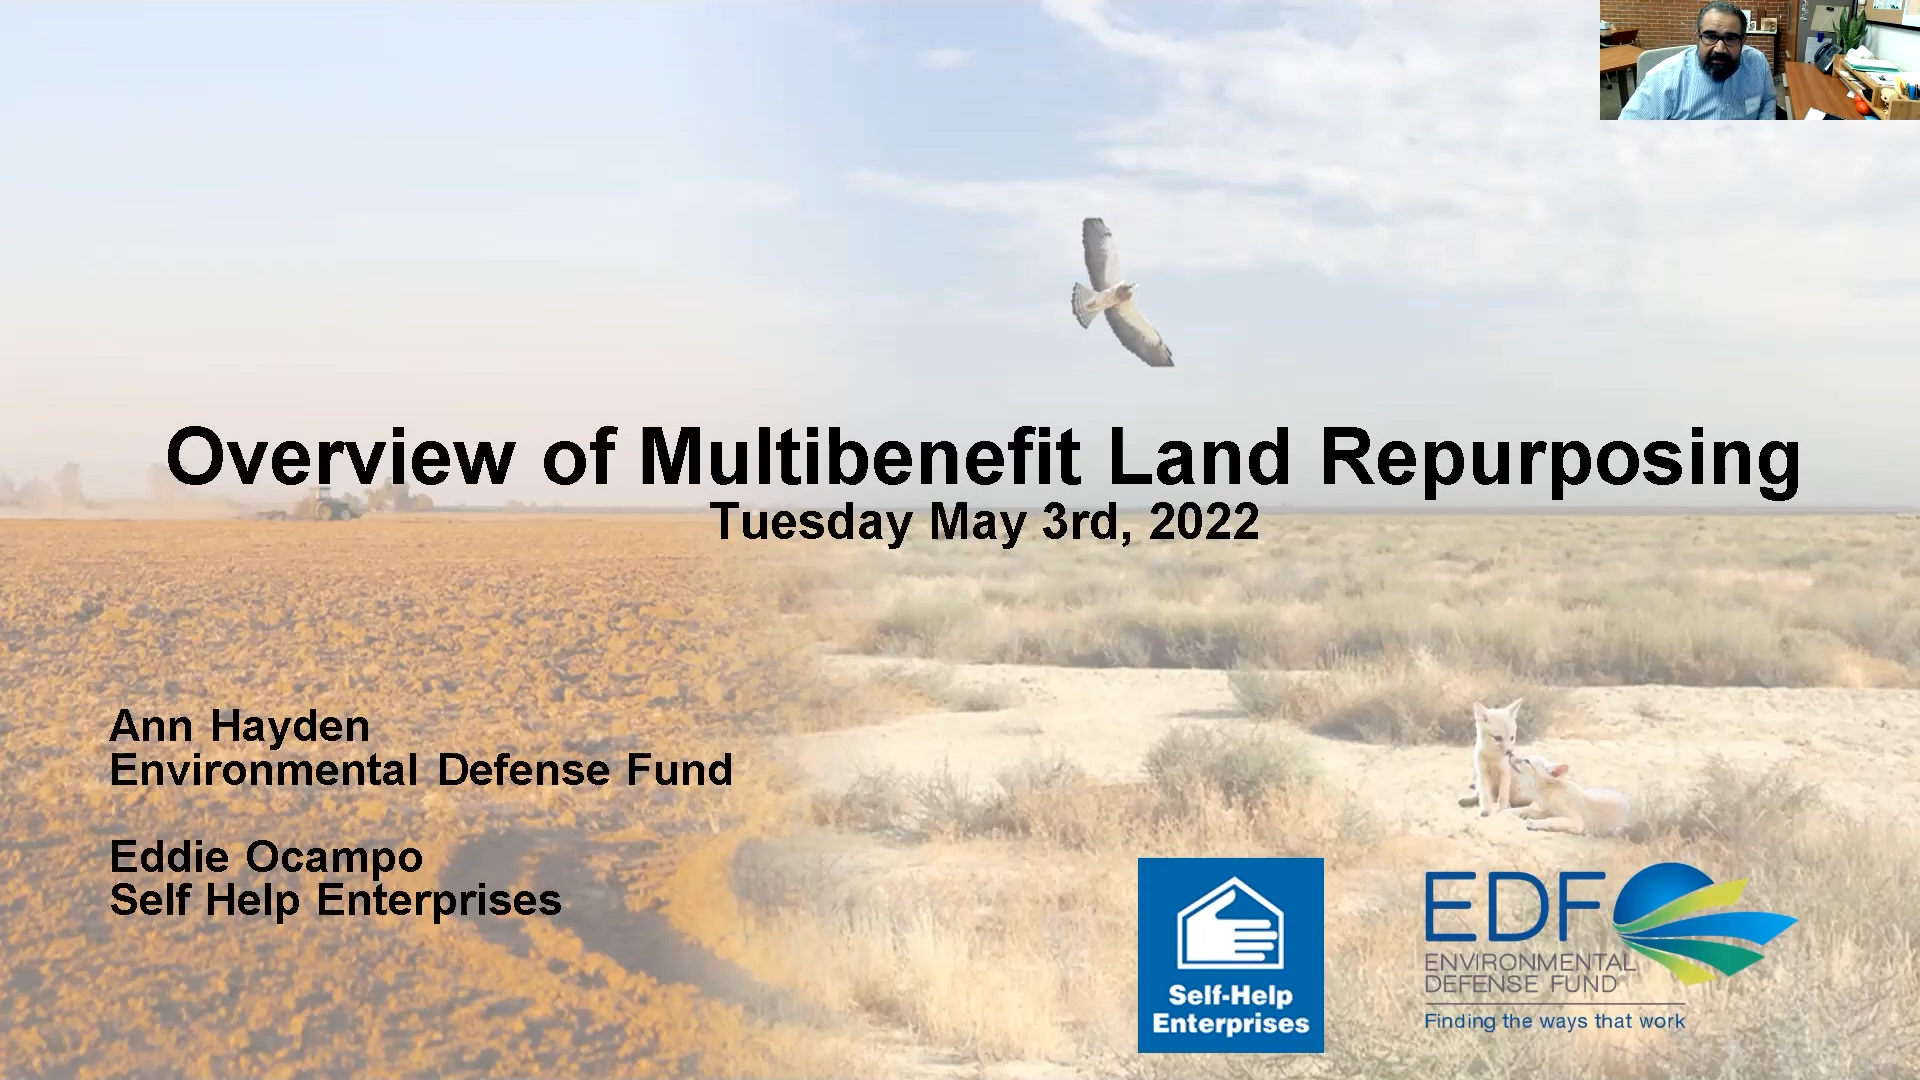 Overview of Multibenefit Land Repurposing
Tuesday May 3rd, 2022
Ann Hayden
Environmental Defense Fund
Eddie Ocampo
Self Help Enterprises
Self-Help
Enterprises
EDF
ENVIRONMENTAL
DEFENSE FUND
Finding the ways that work